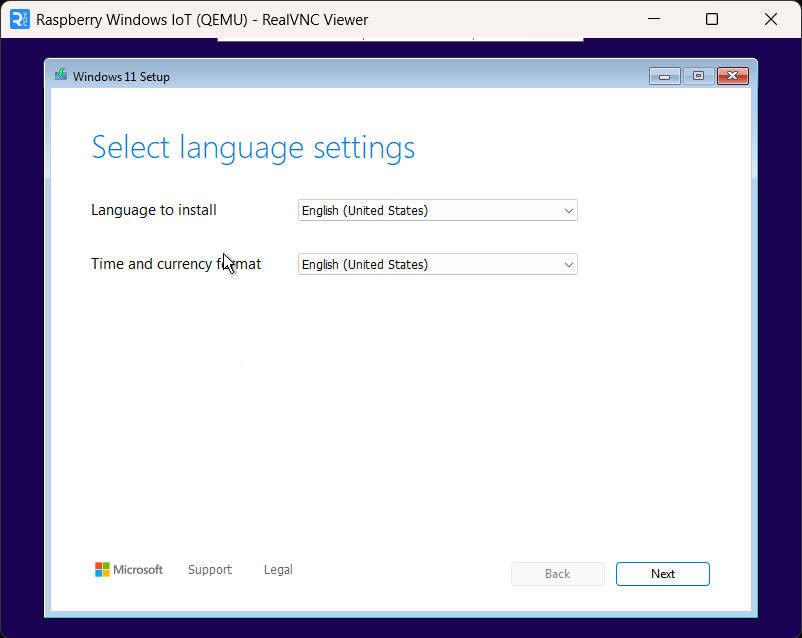 Raspberry Windows IoT (QEMU) - RealVNC Viewer
Windows 11 Setup
Select language settings
Language to install English (United States)
Time and currency format English (United States)
Microsoft Support Legal Back Next